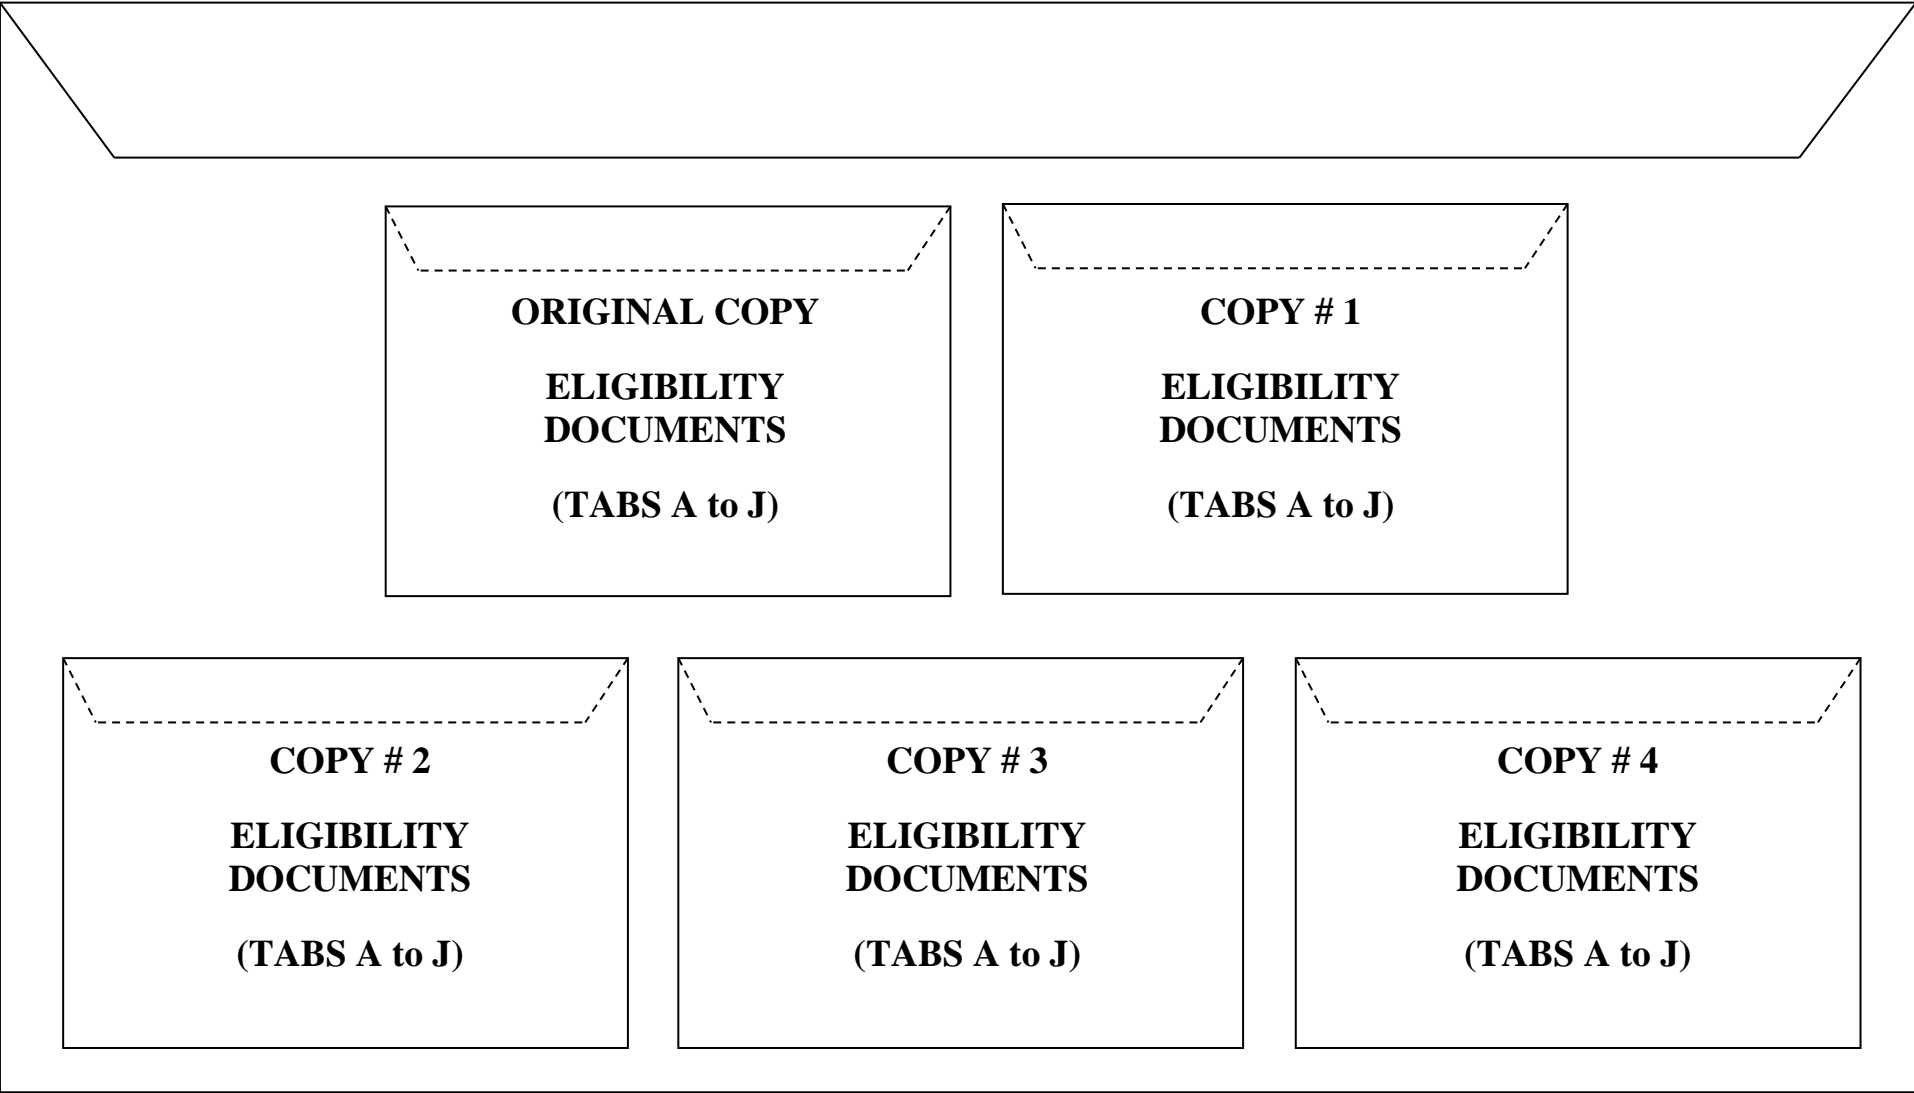 ORIGINAL COPY
ELIGIBILITY
DOCUMENTS
(TABS A to J)
COPY # 1
ELIGIBILITY
DOCUMENTS
(TABS A to J)
COPY # 2
ELIGIBILITY
DOCUMENTS
(TABS A to J)
COPY # 3
ELIGIBILITY
DOCUMENTS
(TABS A to J)
COPY # 4
ELIGIBILITY
DOCUMENTS
(TABS A to J)